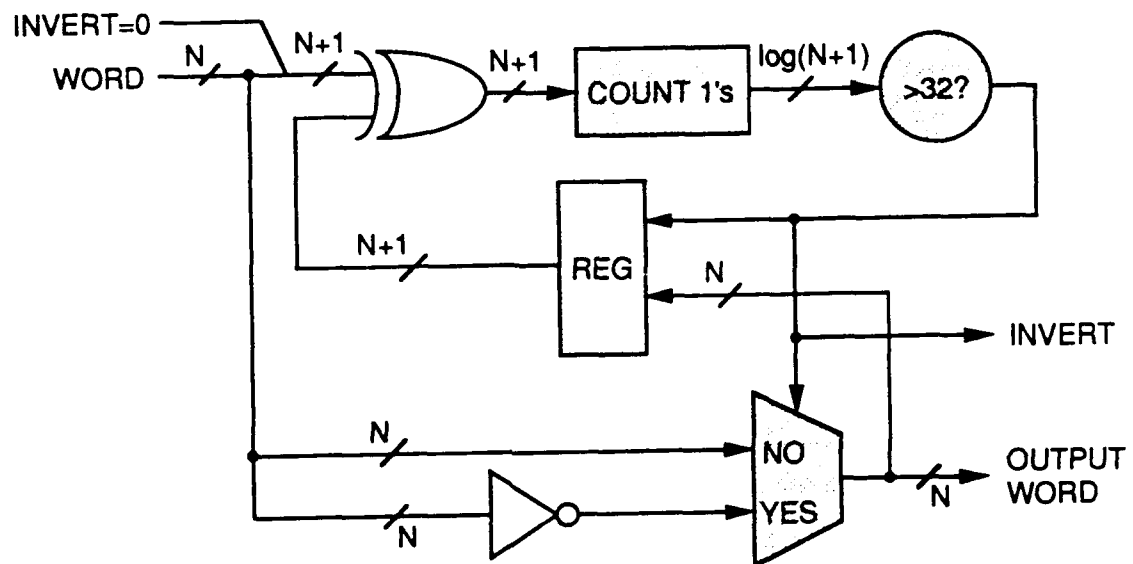 INVERT=0
WORD
N
N+1
N+1
COUNT 1's
log(N+1)
>32?
N+1
REG
N
INVERT
N
NO
OUTPUT
WORD
N
N
YES